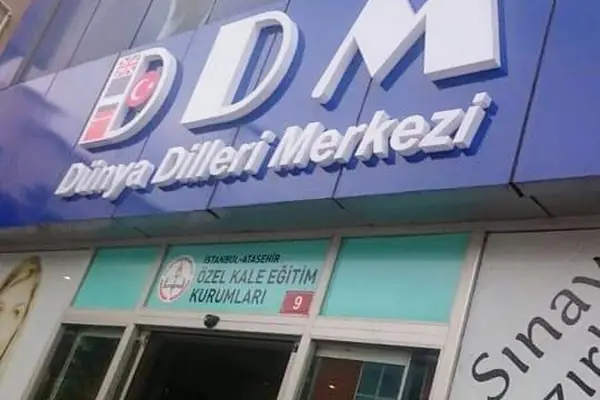 DDM
Dünya Dilleri Merkezi
İSTANBUL-ATAŞEHİR
ÖZEL KALE EĞİTİM
KURUMLARI
9
Sınav